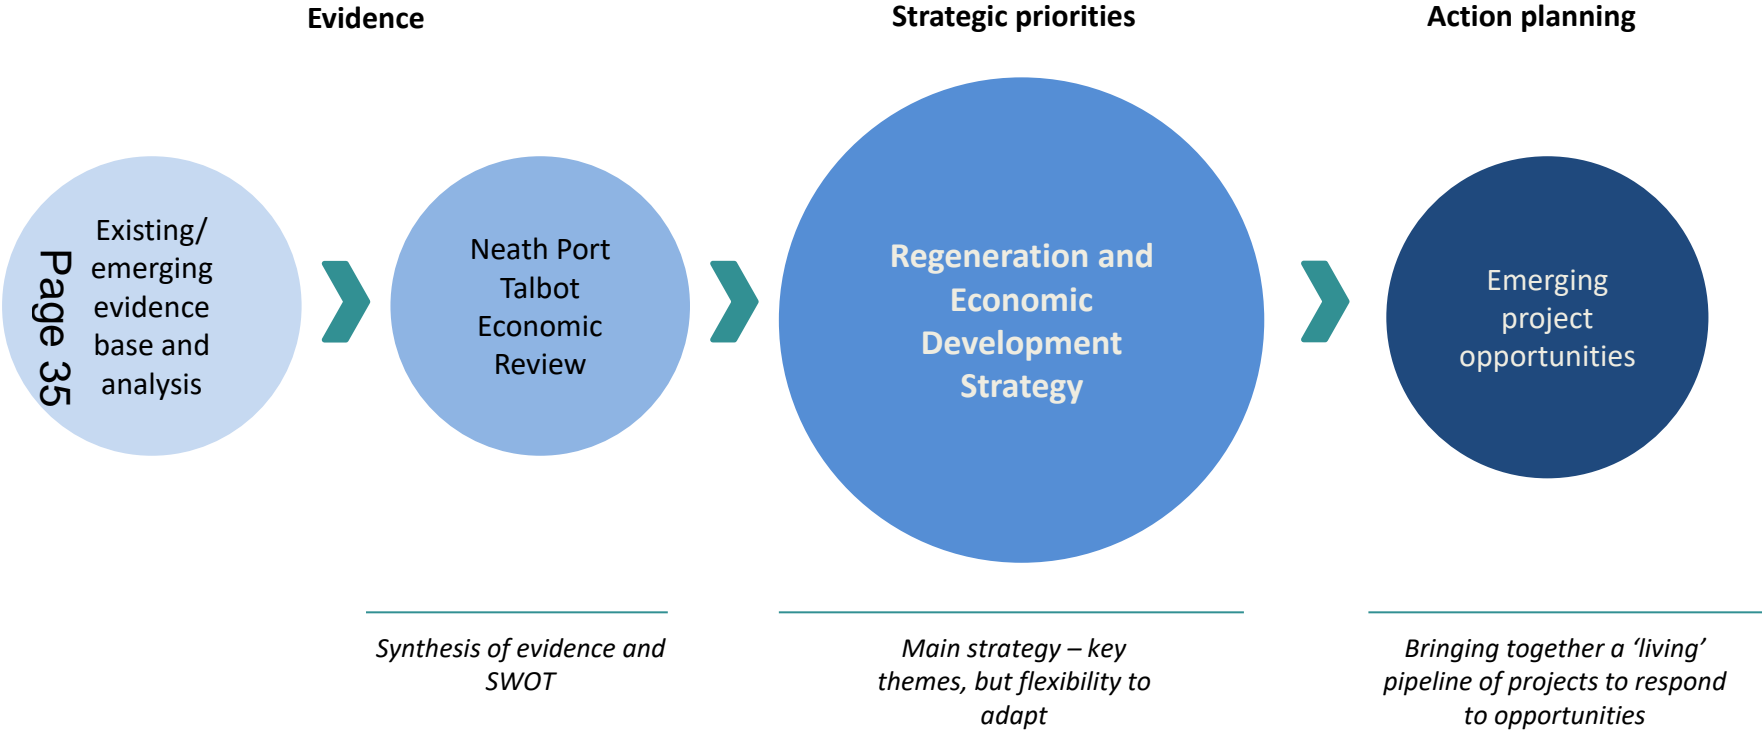 Evidence
Strategic priorities
Action planning
Existing/
emerging
evidence
base and
analysis
Page 35
Neath Port
Talbot
Economic
Review
Regeneration and
Economic
Development
Strategy
Emerging
project
opportunities
Synthesis of evidence and
SWOT
Main strategy – key
themes, but flexibility to
adapt
Bringing together a ‘living’
pipeline of projects to respond
to opportunities